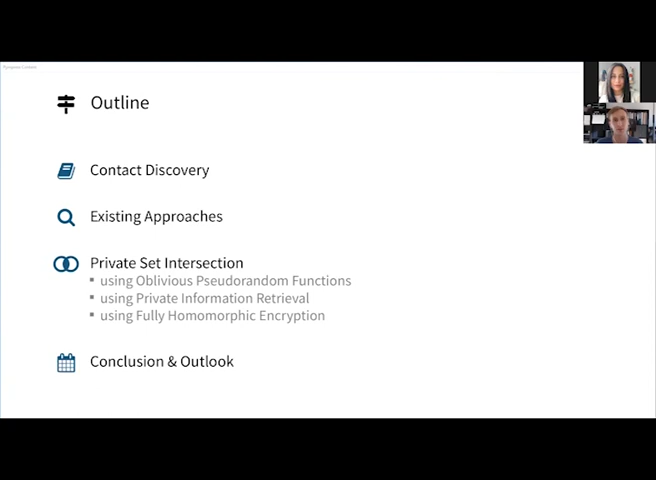 Outline
Contact Discovery
Existing Approaches
Private Set Intersection
using Oblivious Pseudorandom Functions
using Private Information Retrieval
using Fully Homomorphic Encryption
Conclusion & Outlook